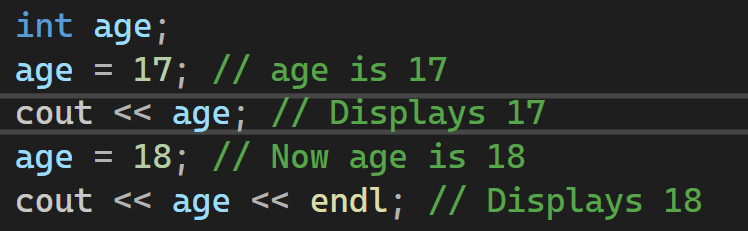 int age;
age = 17; // age is 17
cout << age; // Displays 17
age = 18; // Now age is 18
cout << age << endl; // Displays 18